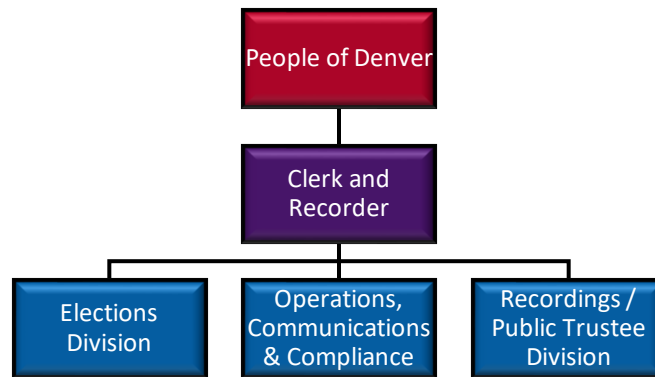 People of Denver
Clerk and
Recorder
Elections
Division
Operations,
Communications
& Compliance
Recordings /
Public Trustee
Division